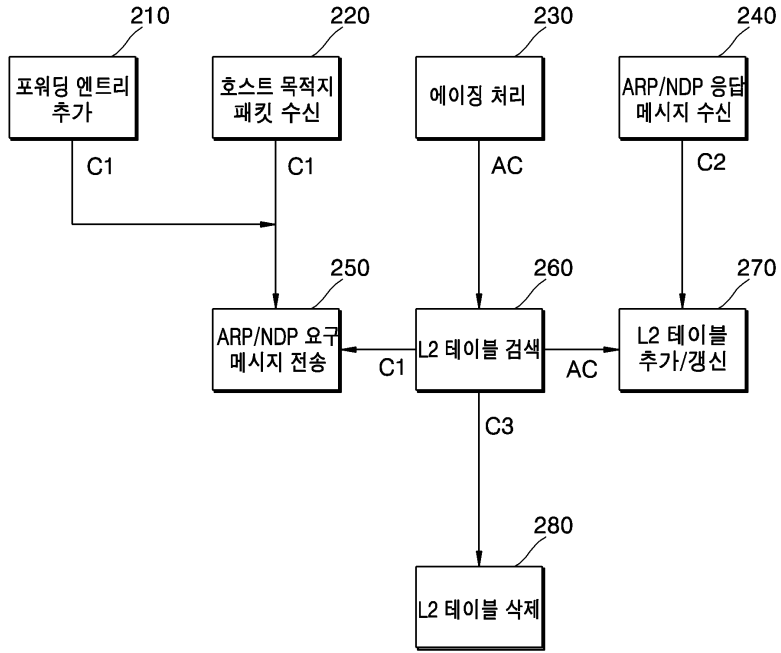 210
220
230
240
포워딩 엔트리
추가
호스트 목적지
패킷 수신
에이징 처리
ARP/NDP 응답
메시지 수신
C1
C1
AC
C2
250
260
270
ARP/NDP 요구
메시지 전송
L2 테이블 검색
L2 테이블
추가/갱신
C1
AC
C3
280
L2 테이블 삭제